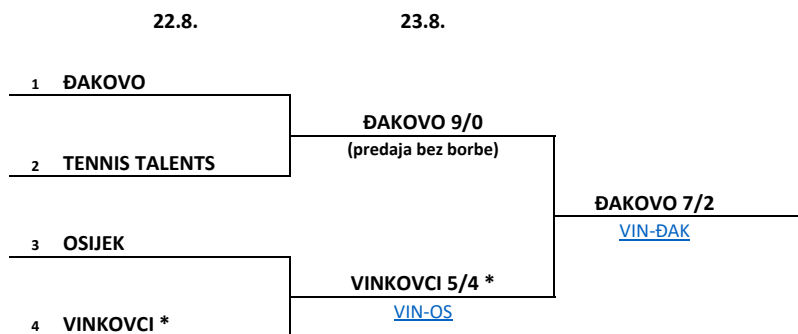 22.8. 23.8.
1 ĐAKOVO
ĐAKOVO 9/0
(predaja bez borbe)
2 TENNIS TALENTS
ĐAKOVO 7/2
VIN-ĐAK
3 OSIJEK
VINKOVCI 5/4 *
VIN-OS
4 VINKOVCI *